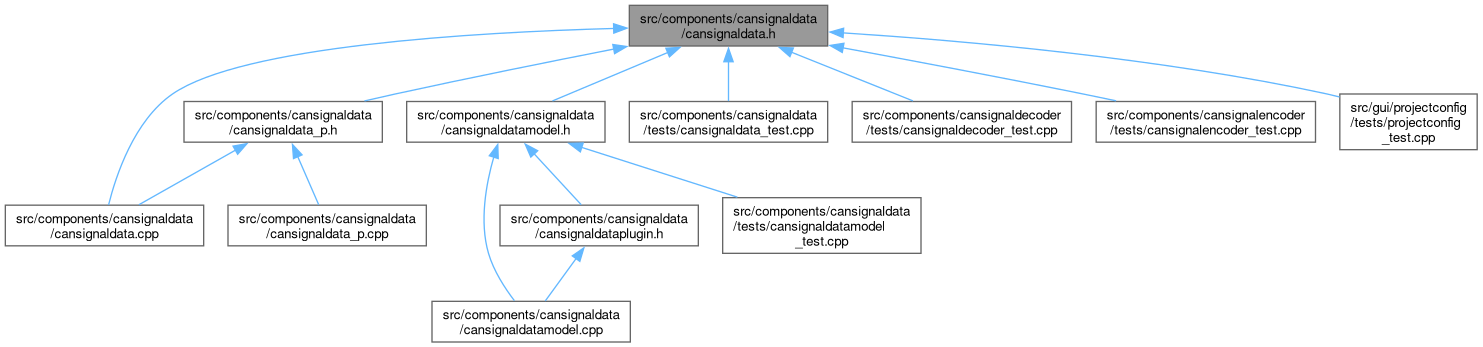 src/components/cansignaldata
/cansignaldata.h
src/components/cansignaldata
/cansignaldata_p.h
src/components/cansignaldata
/cansignaldatamodel.h
src/components/cansignaldata
/tests/cansignaldata_test.cpp
src/components/cansignaldecoder
/tests/cansignaldecoder_test.cpp
src/components/cansignalencoder
/tests/cansignalencoder_test.cpp
src/gui/projectconfig
/tests/projectconfig
_test.cpp
src/components/cansignaldata
/cansignaldata.cpp
src/components/cansignaldata
/cansignaldata_p.cpp
src/components/cansignaldata
/cansignaldataplugin.h
src/components/cansignaldata
/tests/cansignaldatamodel
_test.cpp
src/components/cansignaldata
/cansignaldatamodel.cpp